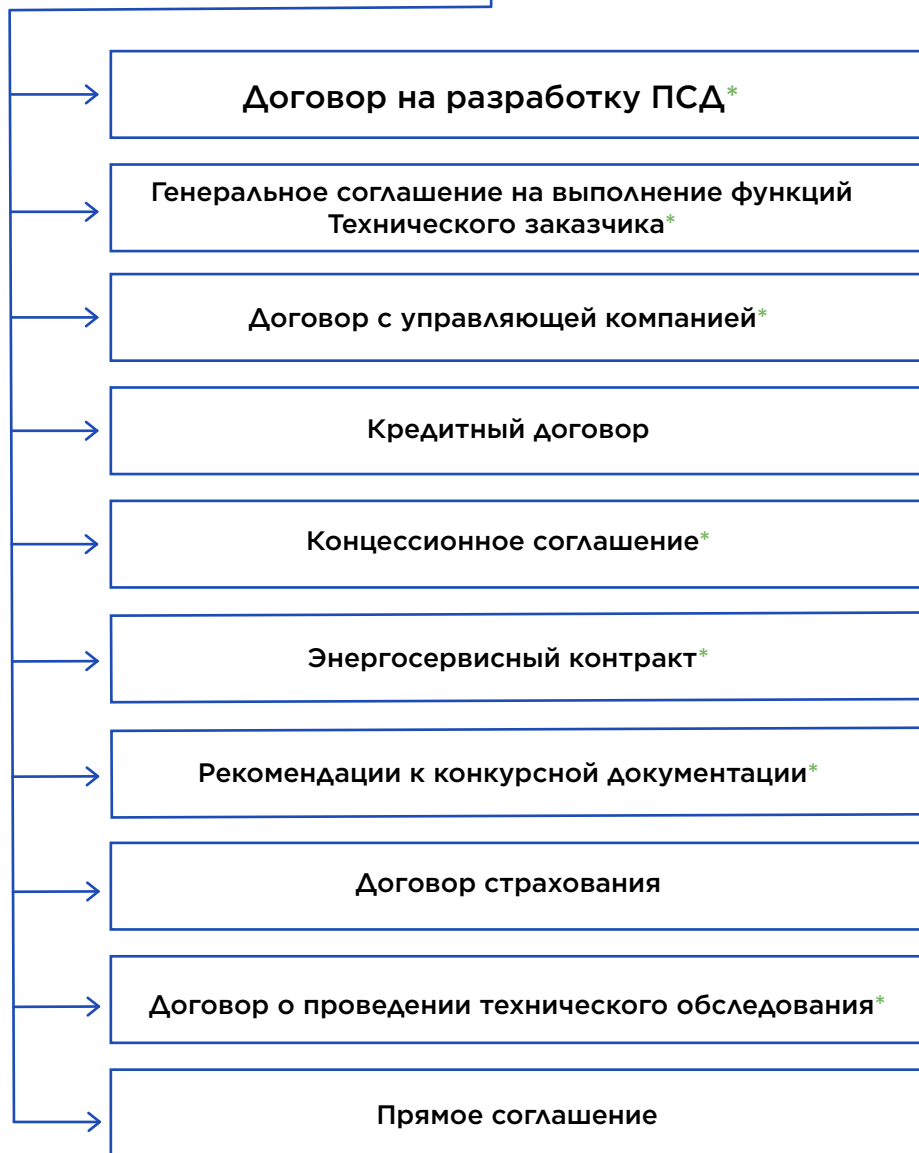 Договор на разработку ПСД*
Генеральное соглашение на выполнение функций
Технического заказчика*
Договор с управляющей компанией*
Кредитный договор
Концессионное соглашение*
Энергосервисный контракт*
Рекомендации к конкурсной документации*
Договор страхования
Договор о проведении технического обследования*
Прямое соглашение